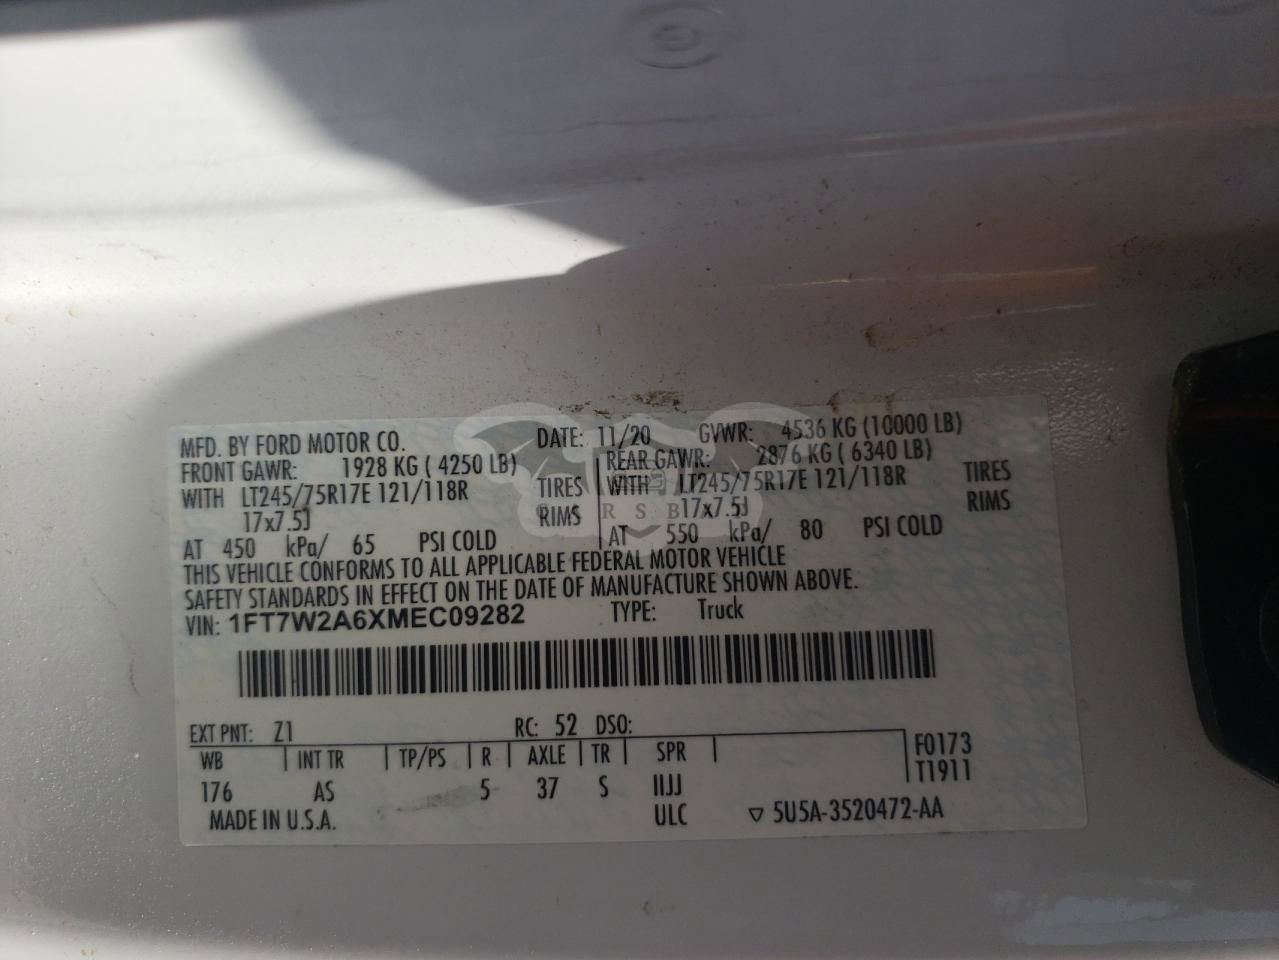 MFD. BY FORD MOTOR CO. DATE: 11/20 GVWR: 4536 KG (10000 LB)
FRONT GAWR: 1928 KG ( 4250 LB) REAR GAWR: 2876 KG ( 6340 LB)
WITH LT245/75R17E 121/118R TIRES WITH LT245/75R17E 121/118R TIRES
17x7.5J RIMS 17x7.5J RIMS
AT 450 kPa/ 65 PSI COLD AT 550 kPa/ 80 PSI COLD
THIS VEHICLE CONFORMS TO ALL APPLICABLE FEDERAL MOTOR VEHICLE
SAFETY STANDARDS IN EFFECT ON THE DATE OF MANUFACTURE SHOWN ABOVE.
VIN: 1FT7W2A6XMEC09282 TYPE: Truck
EXT PNT: Z1 RC: 52 DSO:
WB INT TR TP/PS R AXLE TR SPR F0173
176 AS 5 37 S IIJJ T1911
MADE IN U.S.A. ULC ▽ 5U5A-3520472-AA